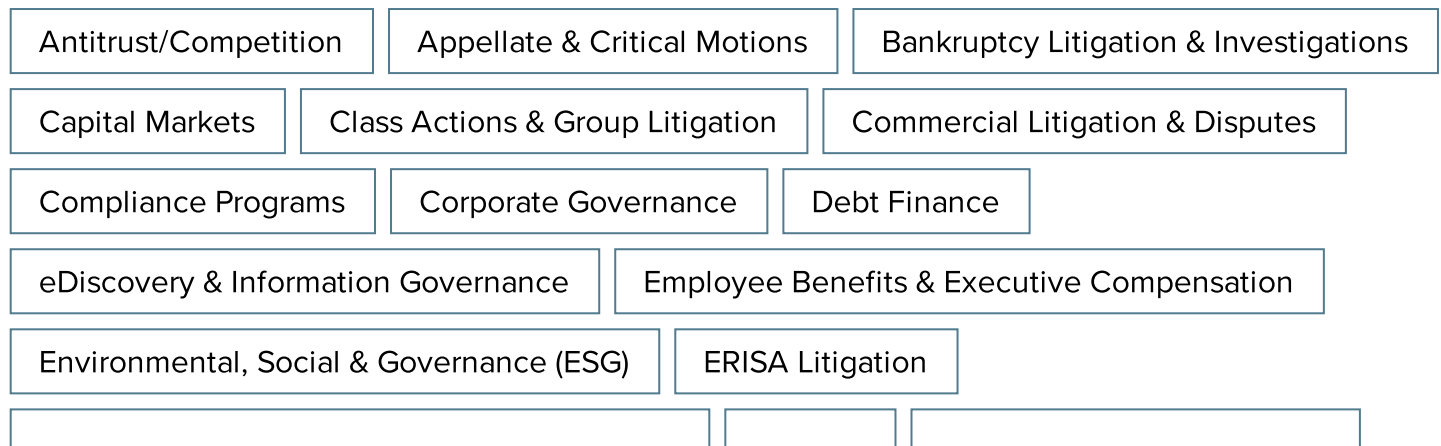 Antitrust/Competition Appellate & Critical Motions Bankruptcy Litigation & Investigations
Capital Markets Class Actions & Group Litigation Commercial Litigation & Disputes
Compliance Programs Corporate Governance Debt Finance
eDiscovery & Information Governance Employee Benefits & Executive Compensation
Environmental, Social & Governance (ESG) ERISA Litigation